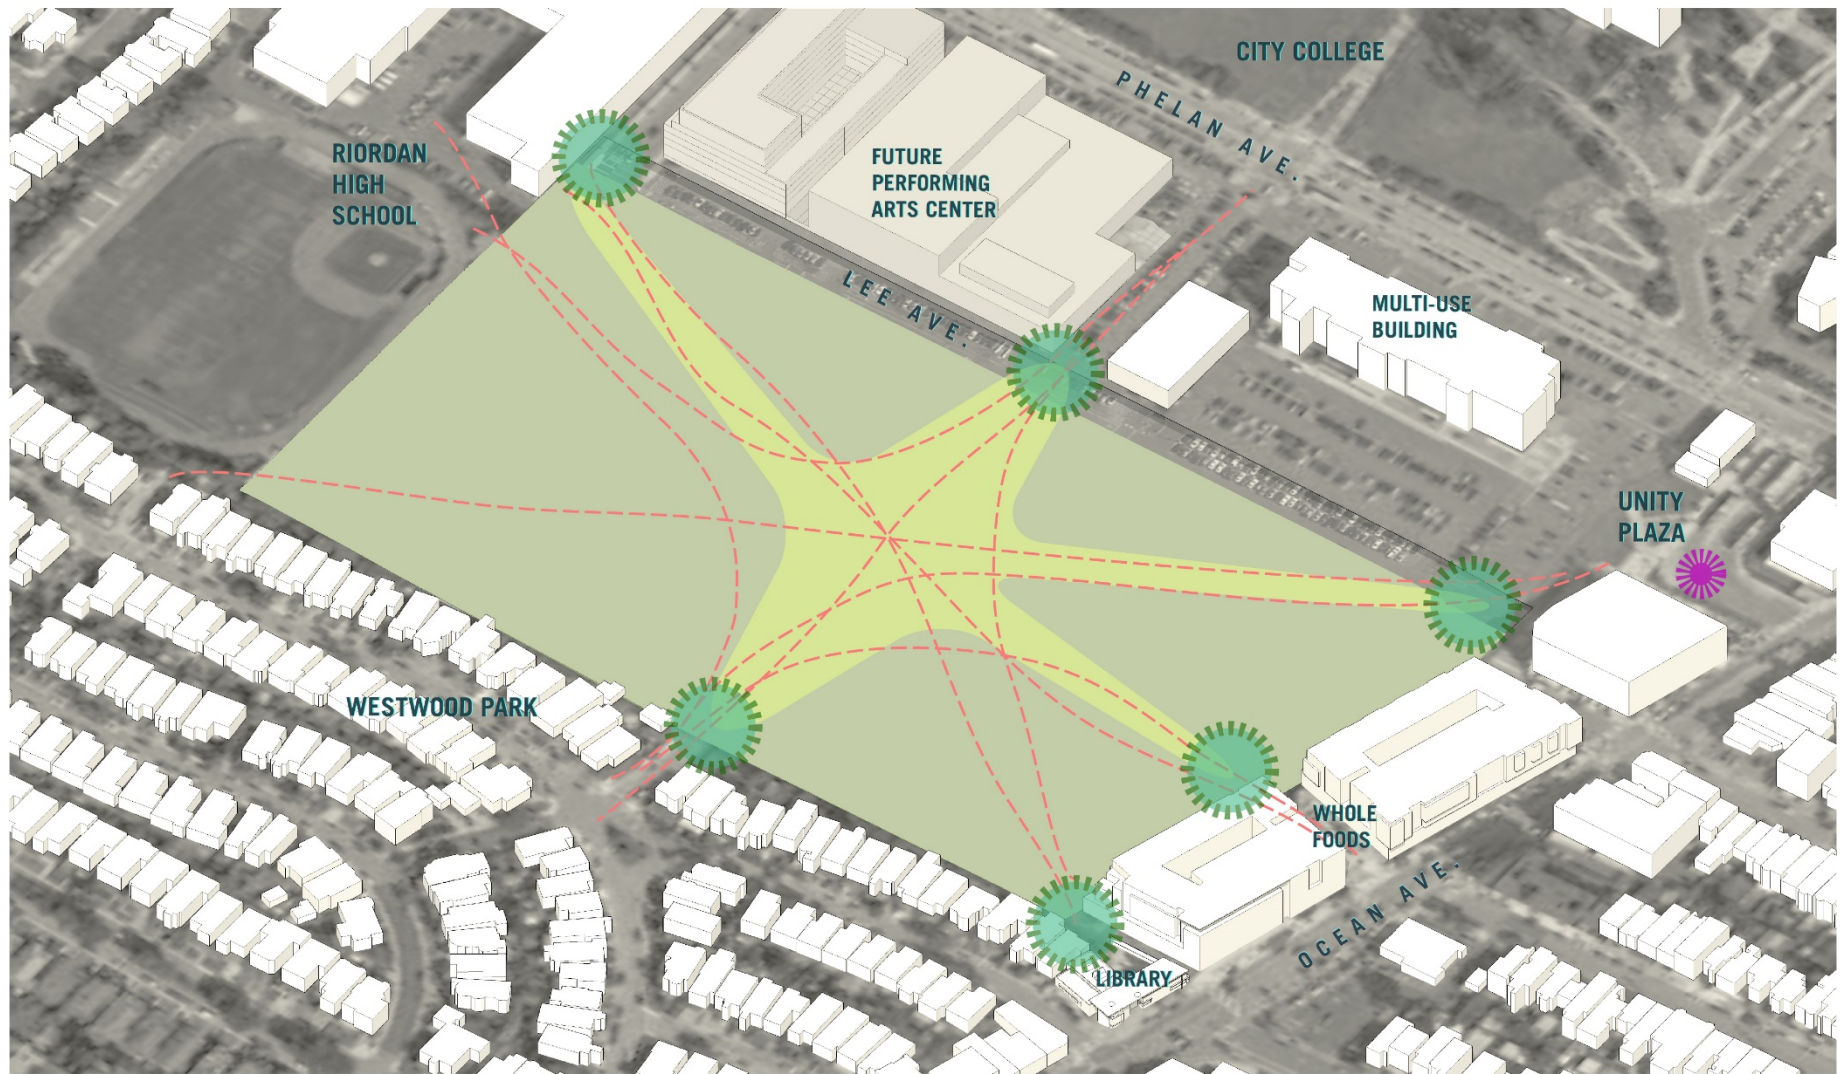 CITY COLLEGE
PHELAN AVE.
RIORDAN
HIGH
SCHOOL
FUTURE
PERFORMING
ARTS CENTER
LEE AVE.
MULTI-USE
BUILDING
UNITY
PLAZA
WESTWOOD PARK
WHOLE
FOODS
OCEAN AVE.
LIBRARY